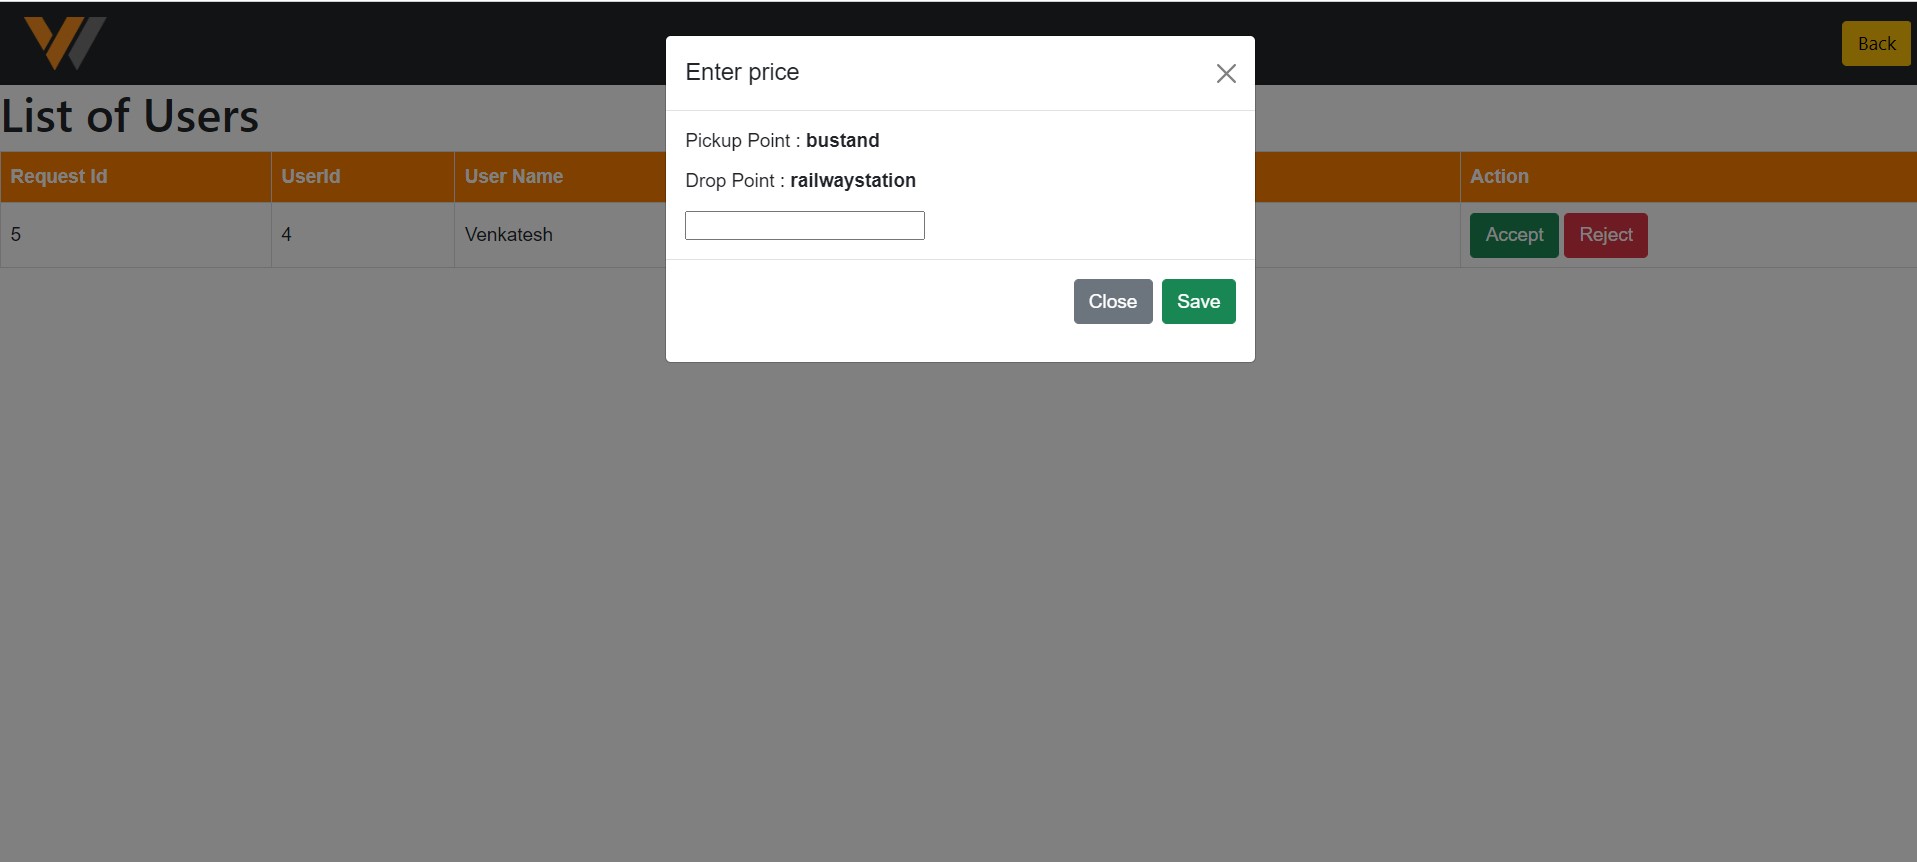 Back
Enter price
Pickup Point : bustand
Drop Point : railwaystation
Close Save
List of Users
Request Id UserId User Name Action
5 4 Venkatesh Accept Reject